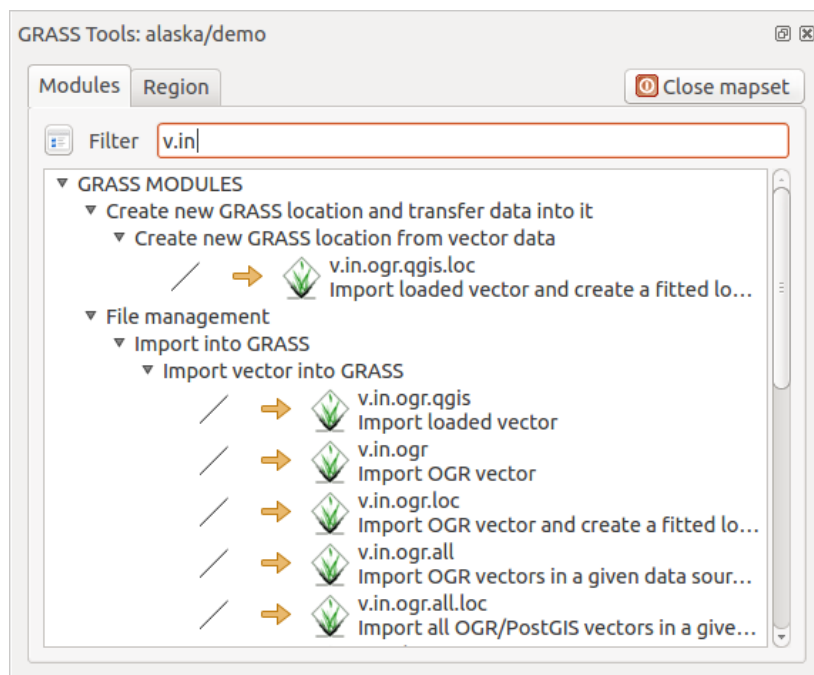 GRASS Tools: alaska/demo
Modules
Region
Close mapset
Filter
v.in
GRASS MODULES
Create new GRASS location and transfer data into it
Create new GRASS location from vector data
v.in.ogr.qgis.loc
Import loaded vector and create a fitted lo...
File management
Import into GRASS
Import vector into GRASS
v.in.ogr.qgis
Import loaded vector
v.in.ogr
Import OGR vector
v.in.ogr.loc
Import OGR vector and create a fitted lo...
v.in.ogr.all
Import OGR vectors in a given data sour...
v.in.ogr.all.loc
Import all OGR/PostGIS vectors in a give...